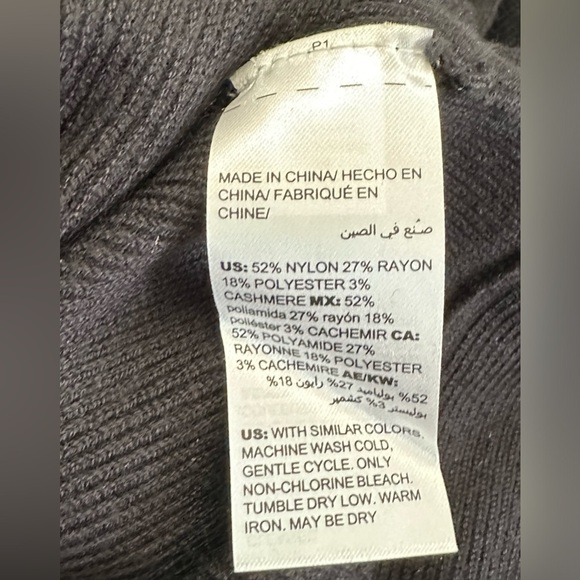 P1
MADE IN CHINA/ HECHO EN
CHINA/ FABRIQUÉ EN
CHINE/
صنع في الصين
US: 52% NYLON 27% RAYON
18% POLYESTER 3%
CASHMERE MX: 52%
poliamida 27% rayón 18%
poliéster 3% CACHEMIR CA:
52% POLYAMIDE 27%
RAYONNE 18% POLYESTER
3% CACHEMIRE AE/KW:
52% بولياميد 27% رايون 18%
بوليستر 3% كشمير
US: WITH SIMILAR COLORS,
MACHINE WASH COLD,
GENTLE CYCLE. ONLY
NON-CHLORINE BLEACH.
TUMBLE DRY LOW. WARM
IRON. MAY BE DRY